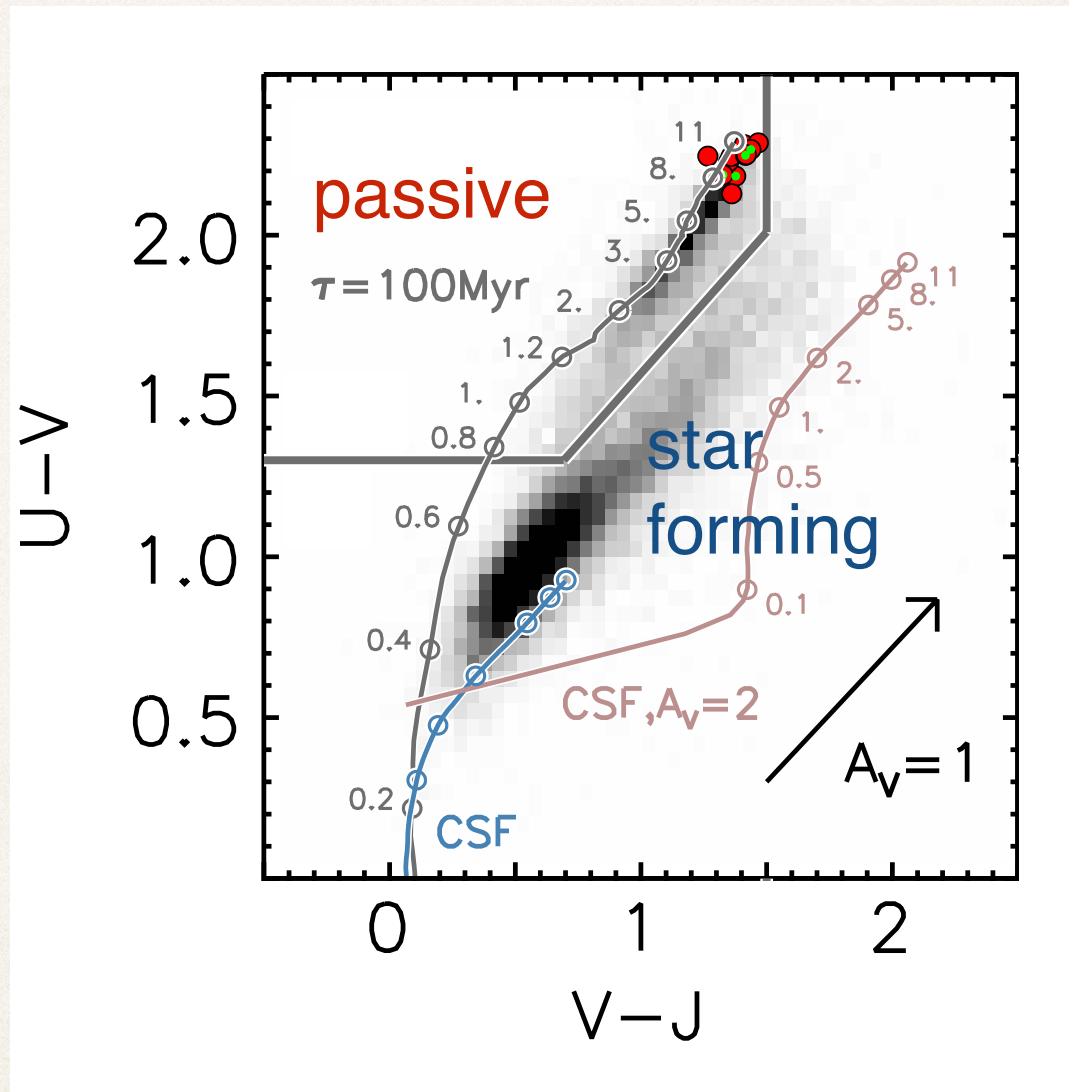 passive
τ=100Myr
11
8.
5.
3.
2.
1.2
1.
0.8
0.6
0.4
0.2
star
forming
11
8.
5.
2.
1.
0.5
0.1
CSF,Aᵥ=2
CSF
Aᵥ=1
2.0
1.5
1.0
0.5
U−V
0 1 2
V−J